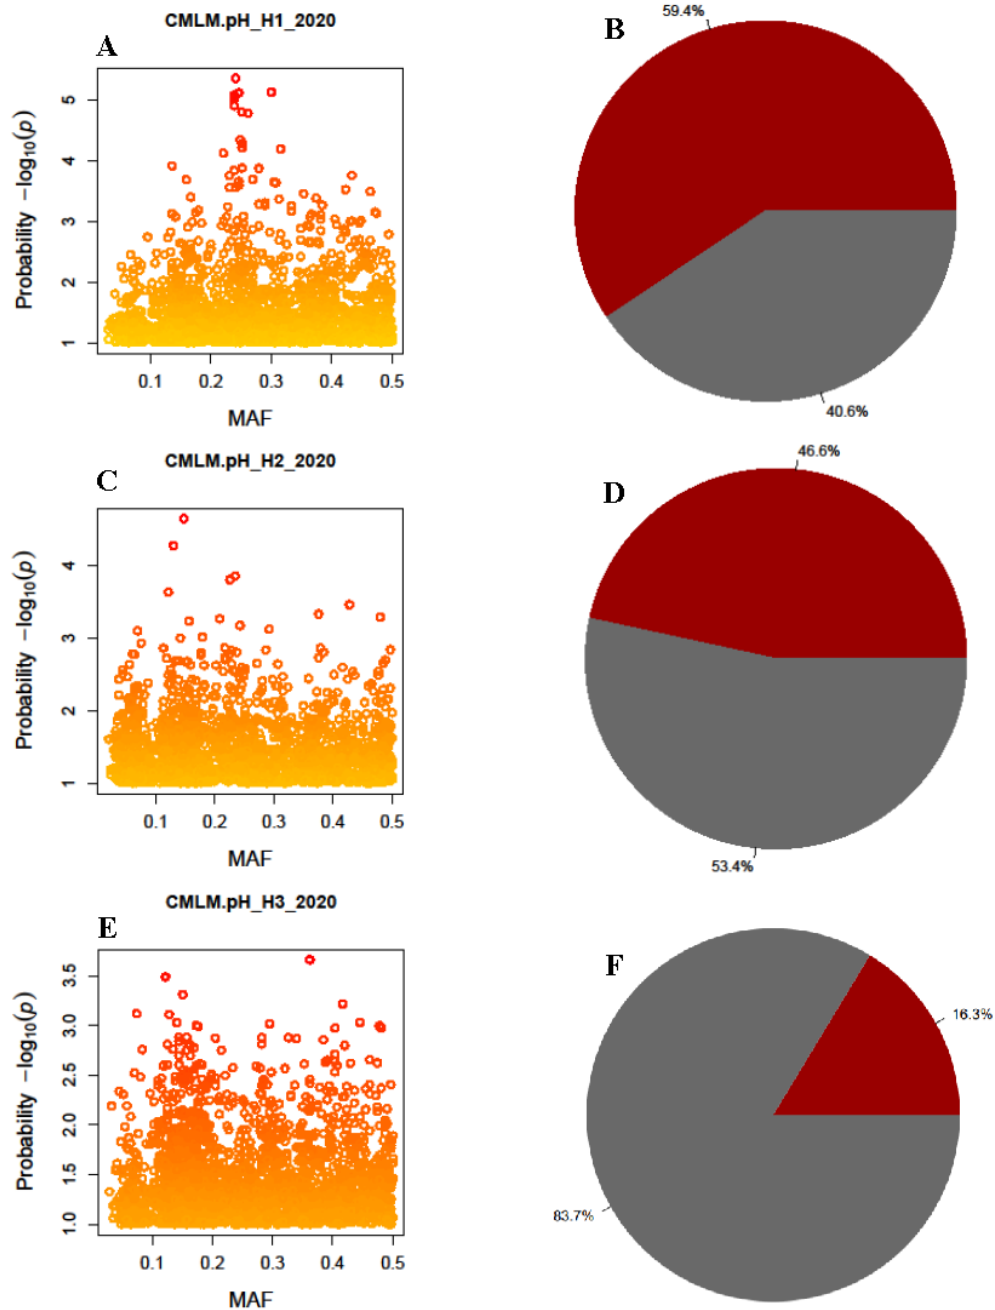 CMLM.pH_H1_2020
A
Probability −log10(p)
5
4
3
2
1
0.1 0.2 0.3 0.4 0.5
MAF
B
59.4%
40.6%
CMLM.pH_H2_2020
C
Probability −log10(p)
4
3
2
1
0.1 0.2 0.3 0.4 0.5
MAF
D
46.6%
53.4%
CMLM.pH_H3_2020
E
Probability −log10(p)
3.5
3.0
2.5
2.0
1.5
1.0
0.1 0.2 0.3 0.4 0.5
MAF
F
16.3%
83.7%